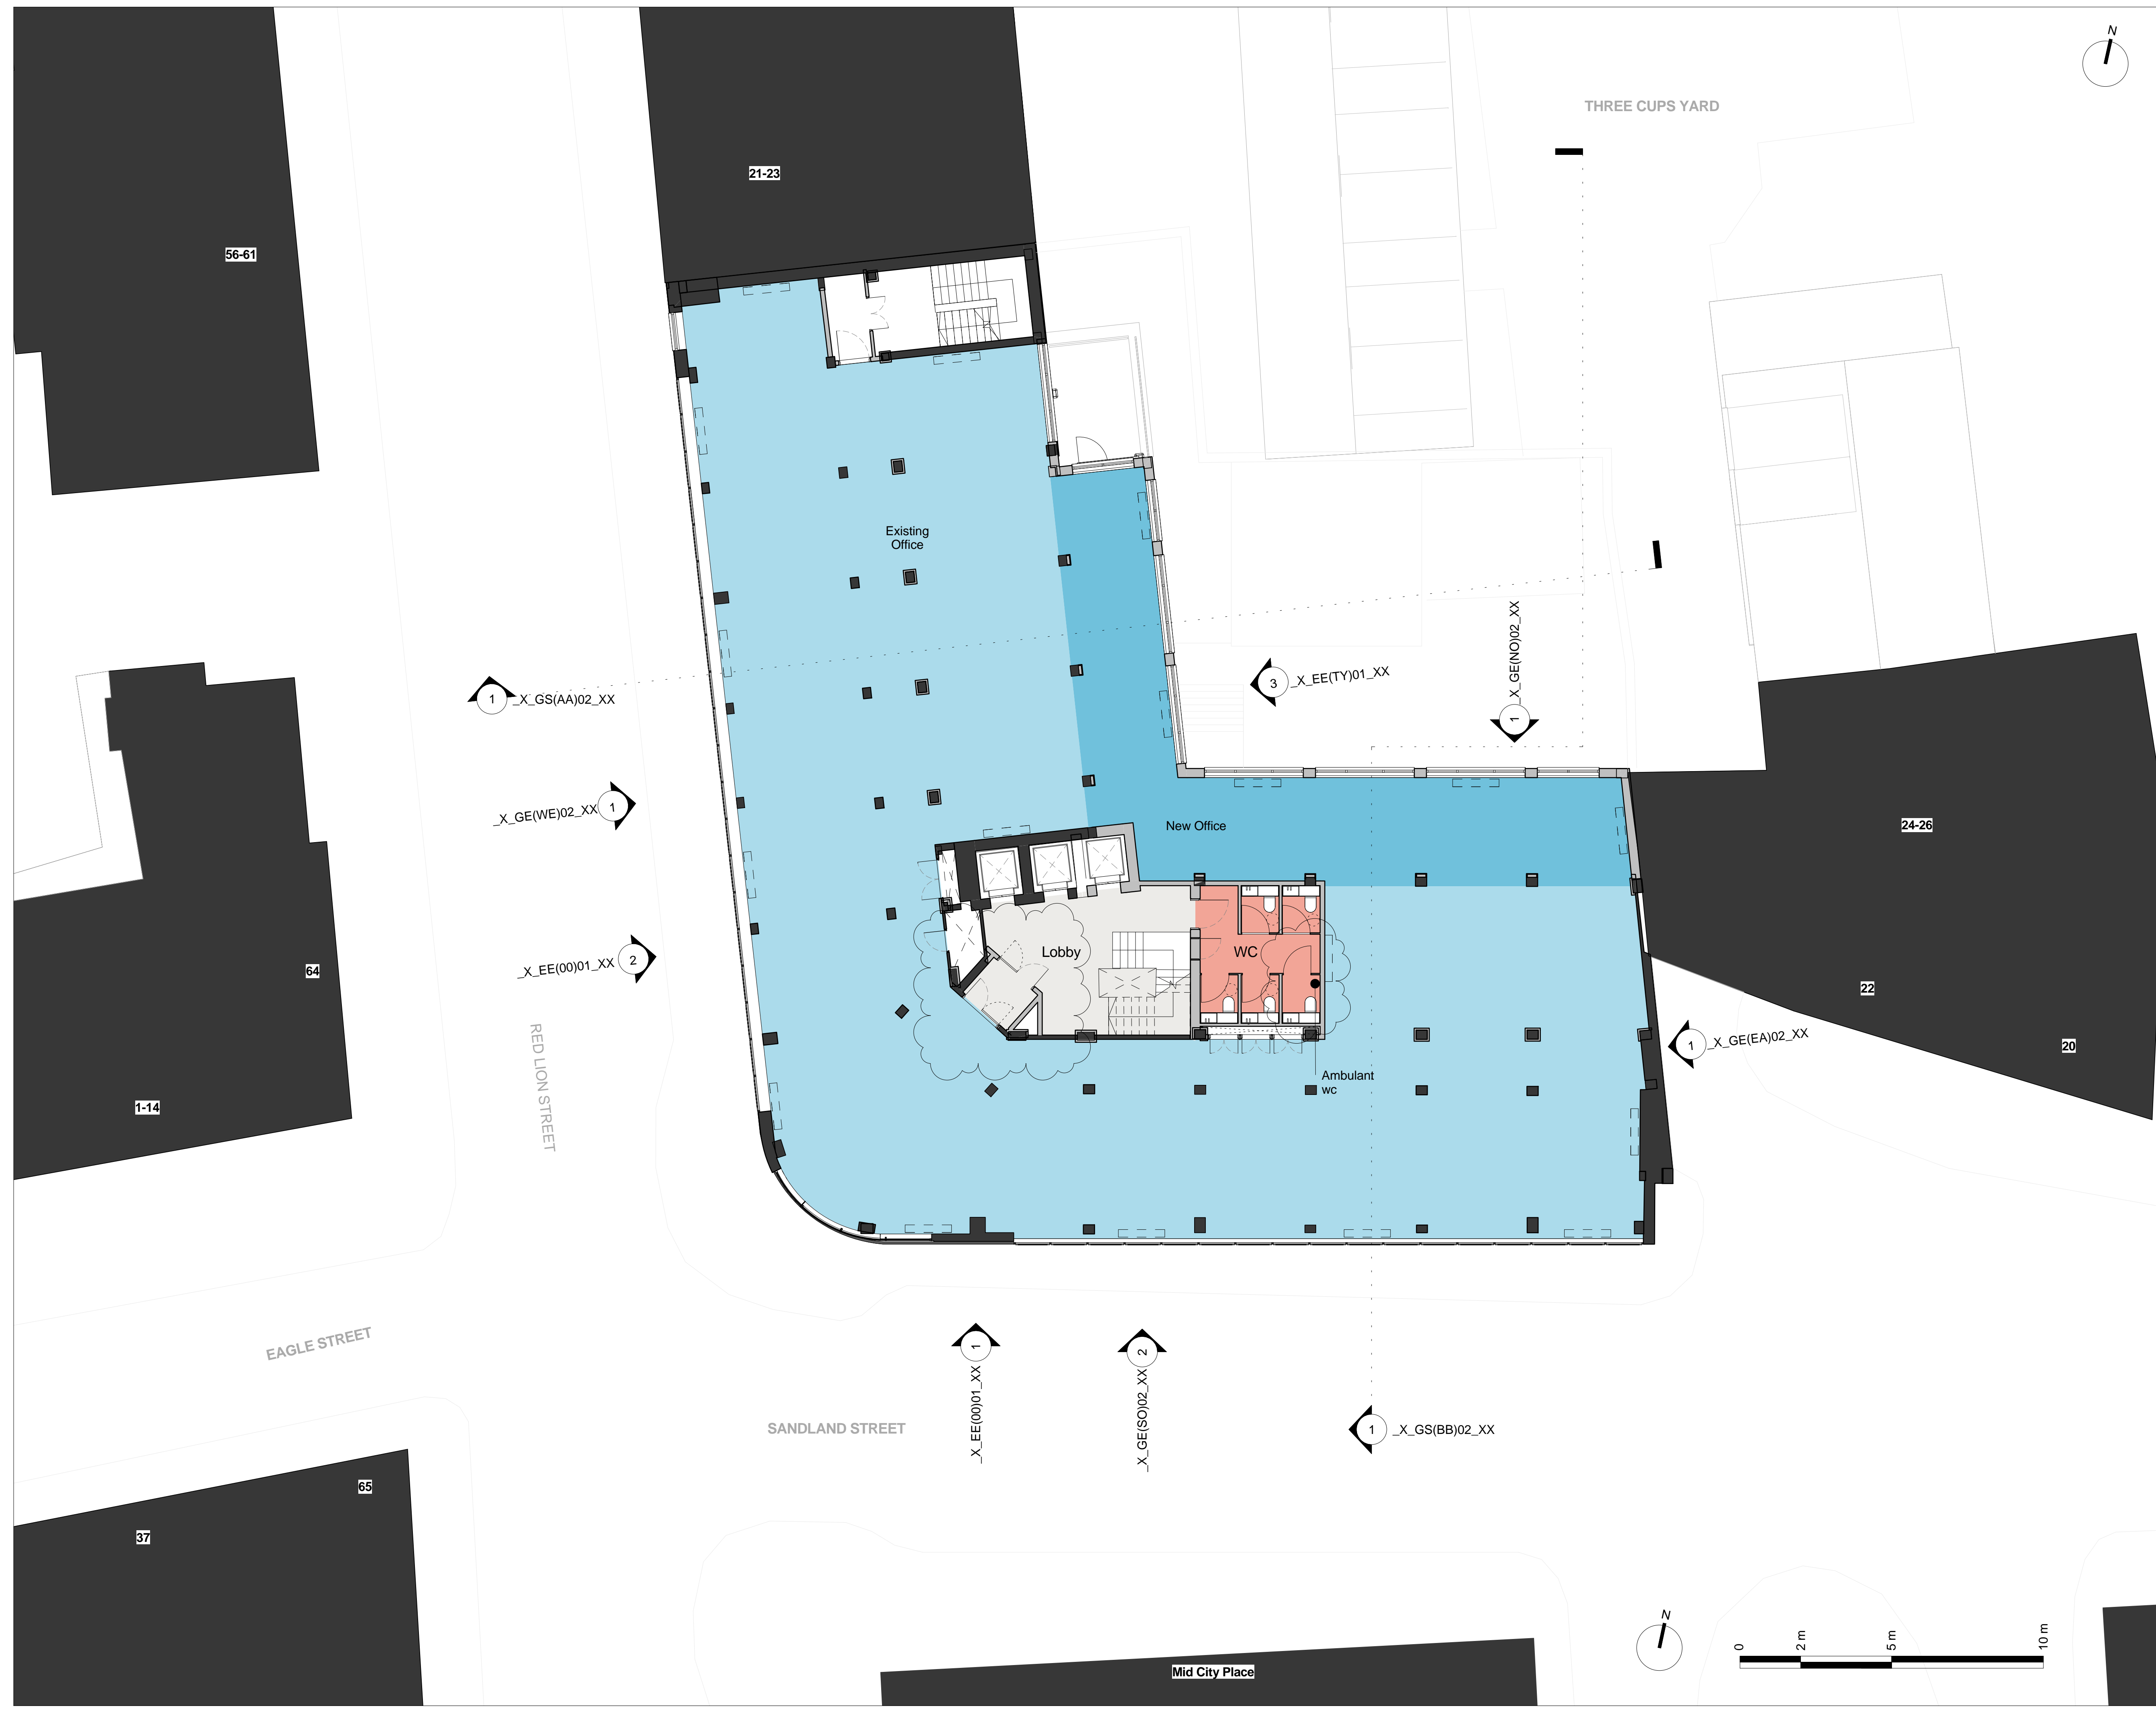 N
THREE CUPS YARD
21-23
56-61
Existing
Office
_X_GE(NO)02_XX
1
3
_X_EE(TY)01_XX
1
_X_GS(AA)02_XX
_X_GE(WE)02_XX
1
New Office
24-26
Lobby
WC
_X_EE(00)01_XX
2
64
22
1
_X_GE(EA)02_XX
20
RED LION STREET
Ambulant
wc
1-14
EAGLE STREET
1
_X_EE(00)01_XX
2
_X_GE(SO)02_XX
SANDLAND STREET
1
_X_GS(BB)02_XX
65
37
N
0
2 m
5 m
10 m
Mid City Place